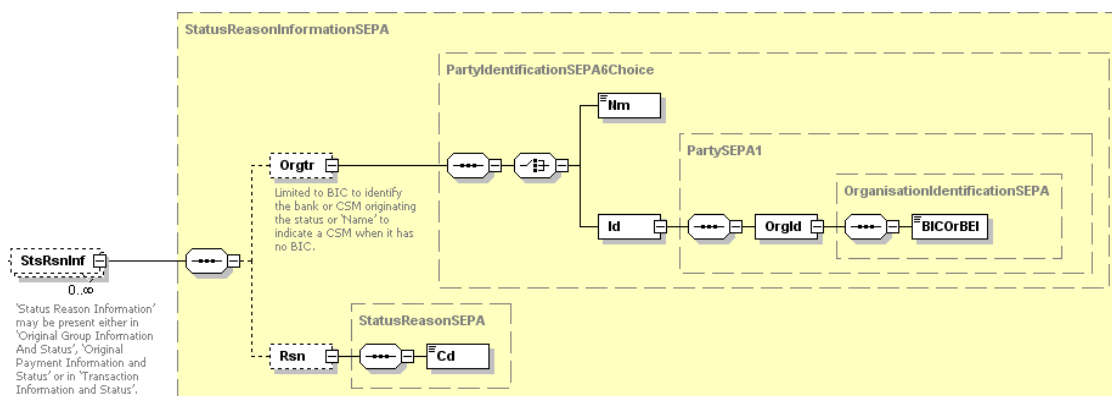 StatusReasonInformationSEPA
PartyIdentificationSEPA6Choice
Nm
PartySEPA1
Orgtr
OrganisationIdentificationSEPA
Limited to BIC to identify
the bank or CSM originating
the status or 'Name' to
indicate a CSM when it has
no BIC.
Id
OrgId
BICOrBEI
StsRsnInf
0..∞
'Status Reason Information'
may be present either in
'Original Group Information
And Status', 'Original
Payment Information and
Status' or in 'Transaction
Information and Status'.
StatusReasonSEPA
Rsn
Cd